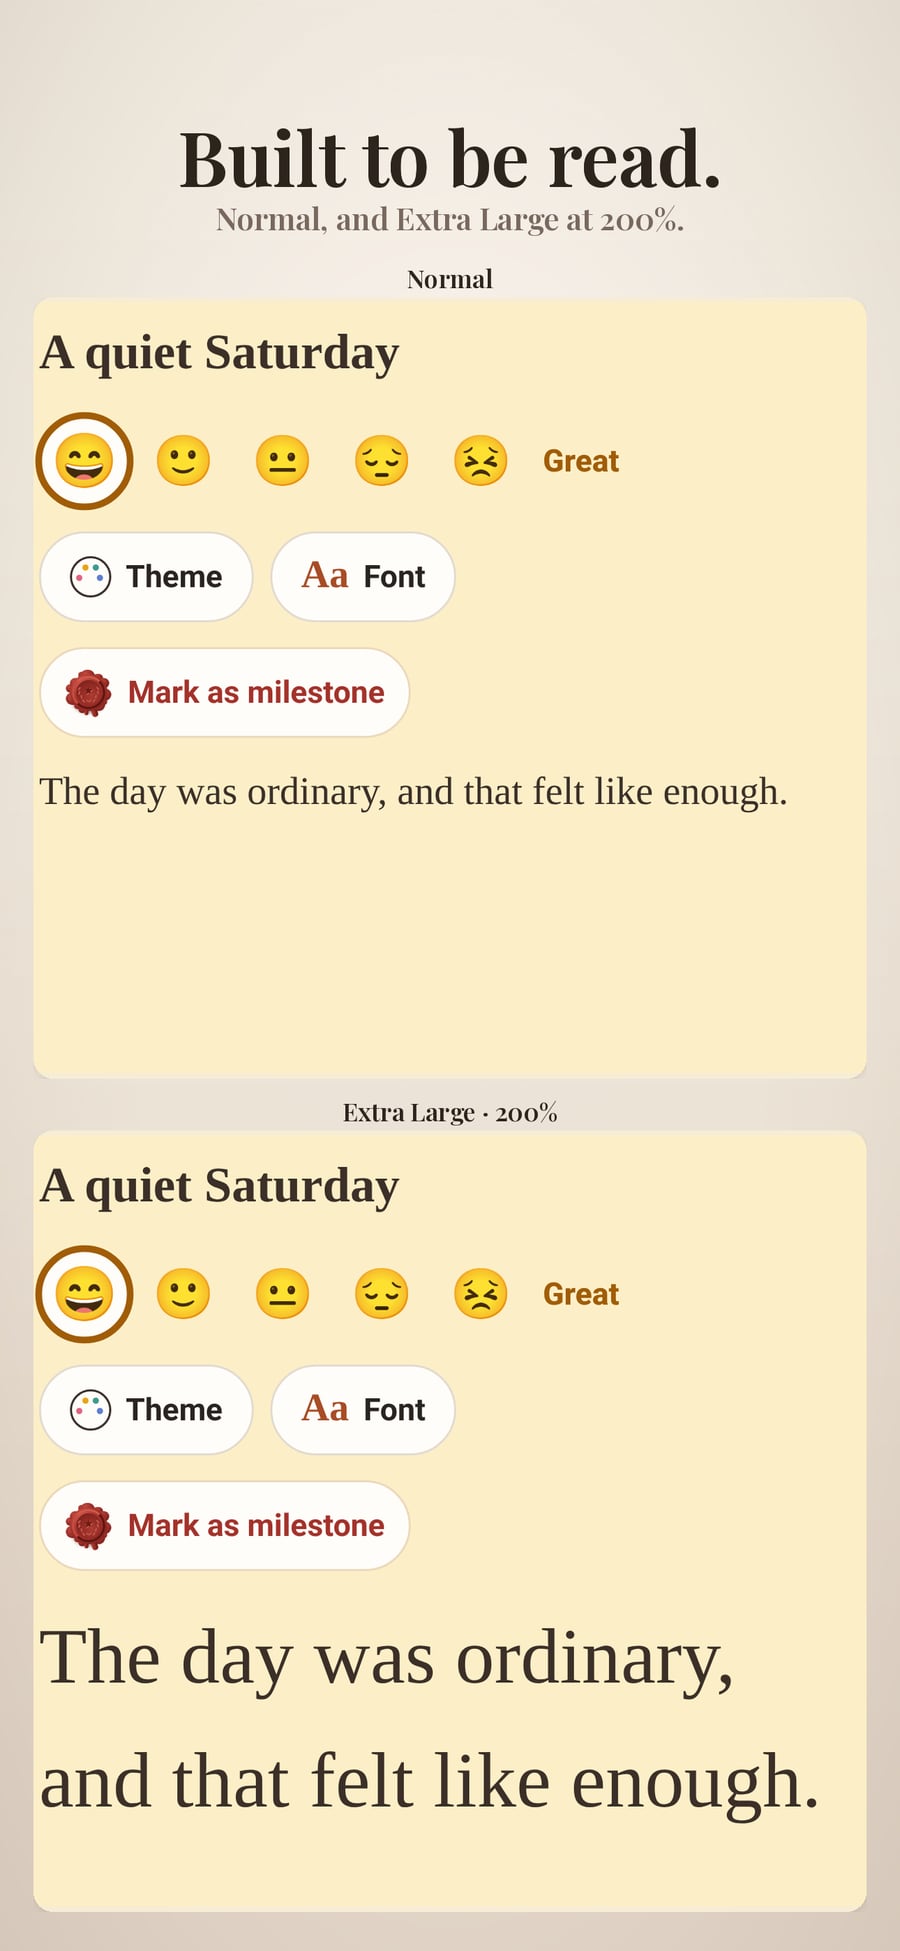 Built to be read.
Normal, and Extra Large at 200%.
Normal
A quiet Saturday
Great
Theme
Aa Font
Mark as milestone
The day was ordinary, and that felt like enough.
Extra Large · 200%
A quiet Saturday
Great
Theme
Aa Font
Mark as milestone
The day was ordinary,
and that felt like enough.